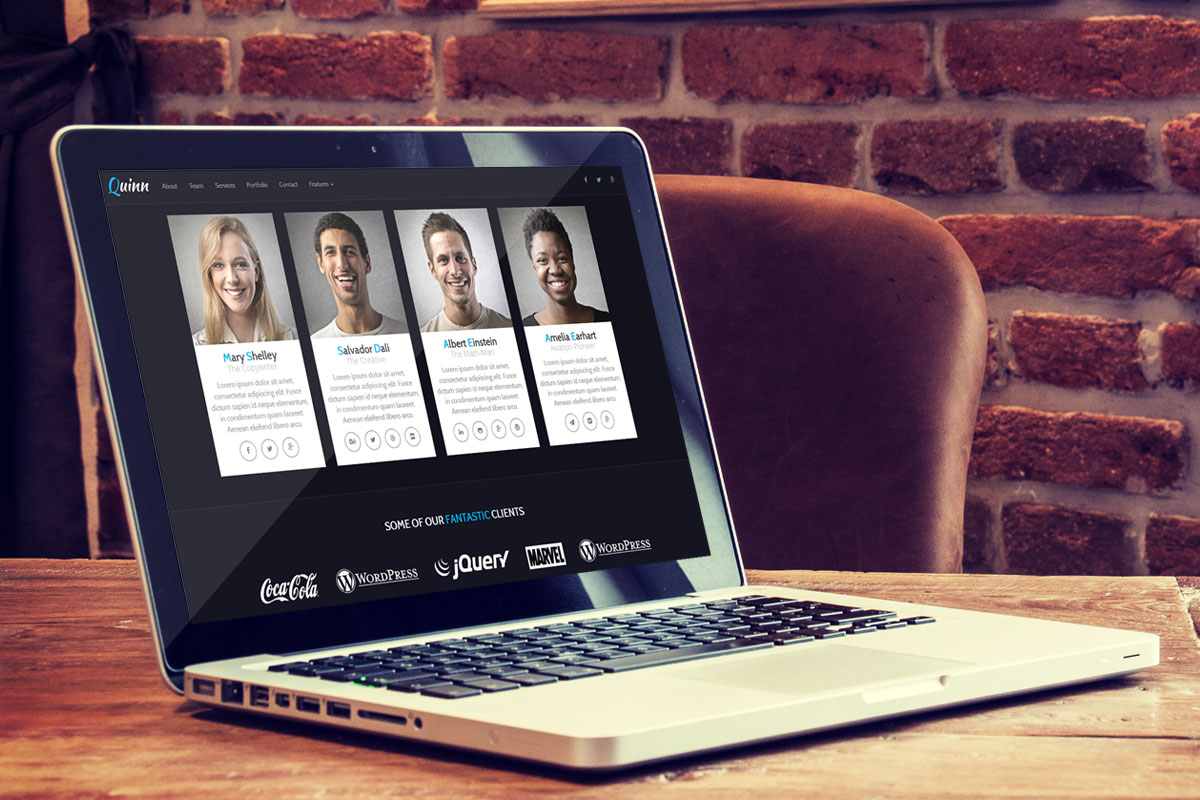 Quinn About Team Services Portfolio Contact Features
Mary Shelley
The Copywriter
Lorem ipsum dolor sit amet,
consectetur adipiscing elit. Fusce
dictum sapien id neque elementum,
in condimentum quam laoreet.
Aenean eleifend libero arcu.
Salvador Dali
The Creative
Lorem ipsum dolor sit amet,
consectetur adipiscing elit. Fusce
dictum sapien id neque elementum,
in condimentum quam laoreet.
Aenean eleifend libero arcu.
Albert Einstein
The Math-Man
Lorem ipsum dolor sit amet,
consectetur adipiscing elit. Fusce
dictum sapien id neque elementum,
in condimentum quam laoreet.
Aenean eleifend libero arcu.
Amelia Earhart
Aviation Pioneer
Lorem ipsum dolor sit amet,
consectetur adipiscing elit. Fusce
dictum sapien id neque elementum,
in condimentum quam laoreet.
Aenean eleifend libero arcu.
SOME OF OUR FANTASTIC CLIENTS
Coca-Cola WORDPRESS jQuery MARVEL WORDPRESS